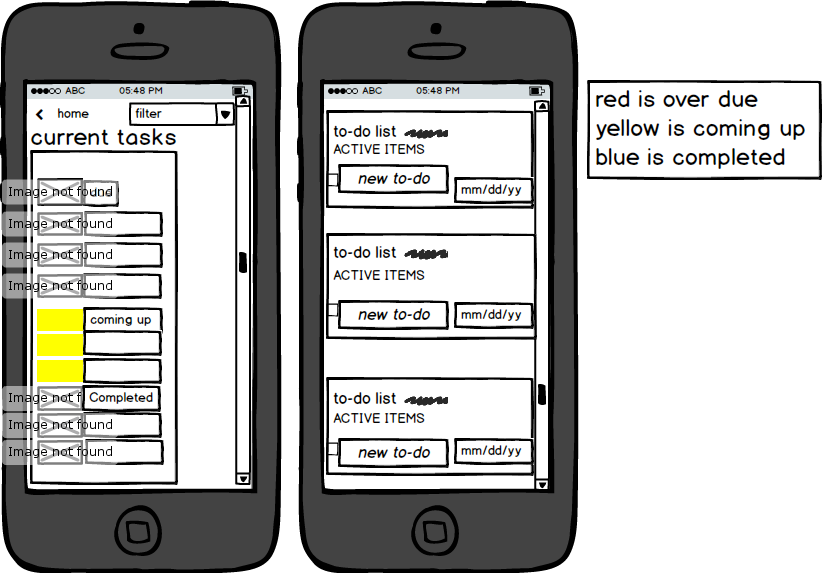 ABC 05:48 PM
home
filter
current tasks
Image not found
Image not found
Image not found
Image not found
coming up
Image not f
Completed
Image not found
Image not found
ABC 05:48 PM
to-do list
ACTIVE ITEMS
new to-do
mm/dd/yy
to-do list
ACTIVE ITEMS
new to-do
mm/dd/yy
to-do list
ACTIVE ITEMS
new to-do
mm/dd/yy
red is over due
yellow is coming up
blue is completed